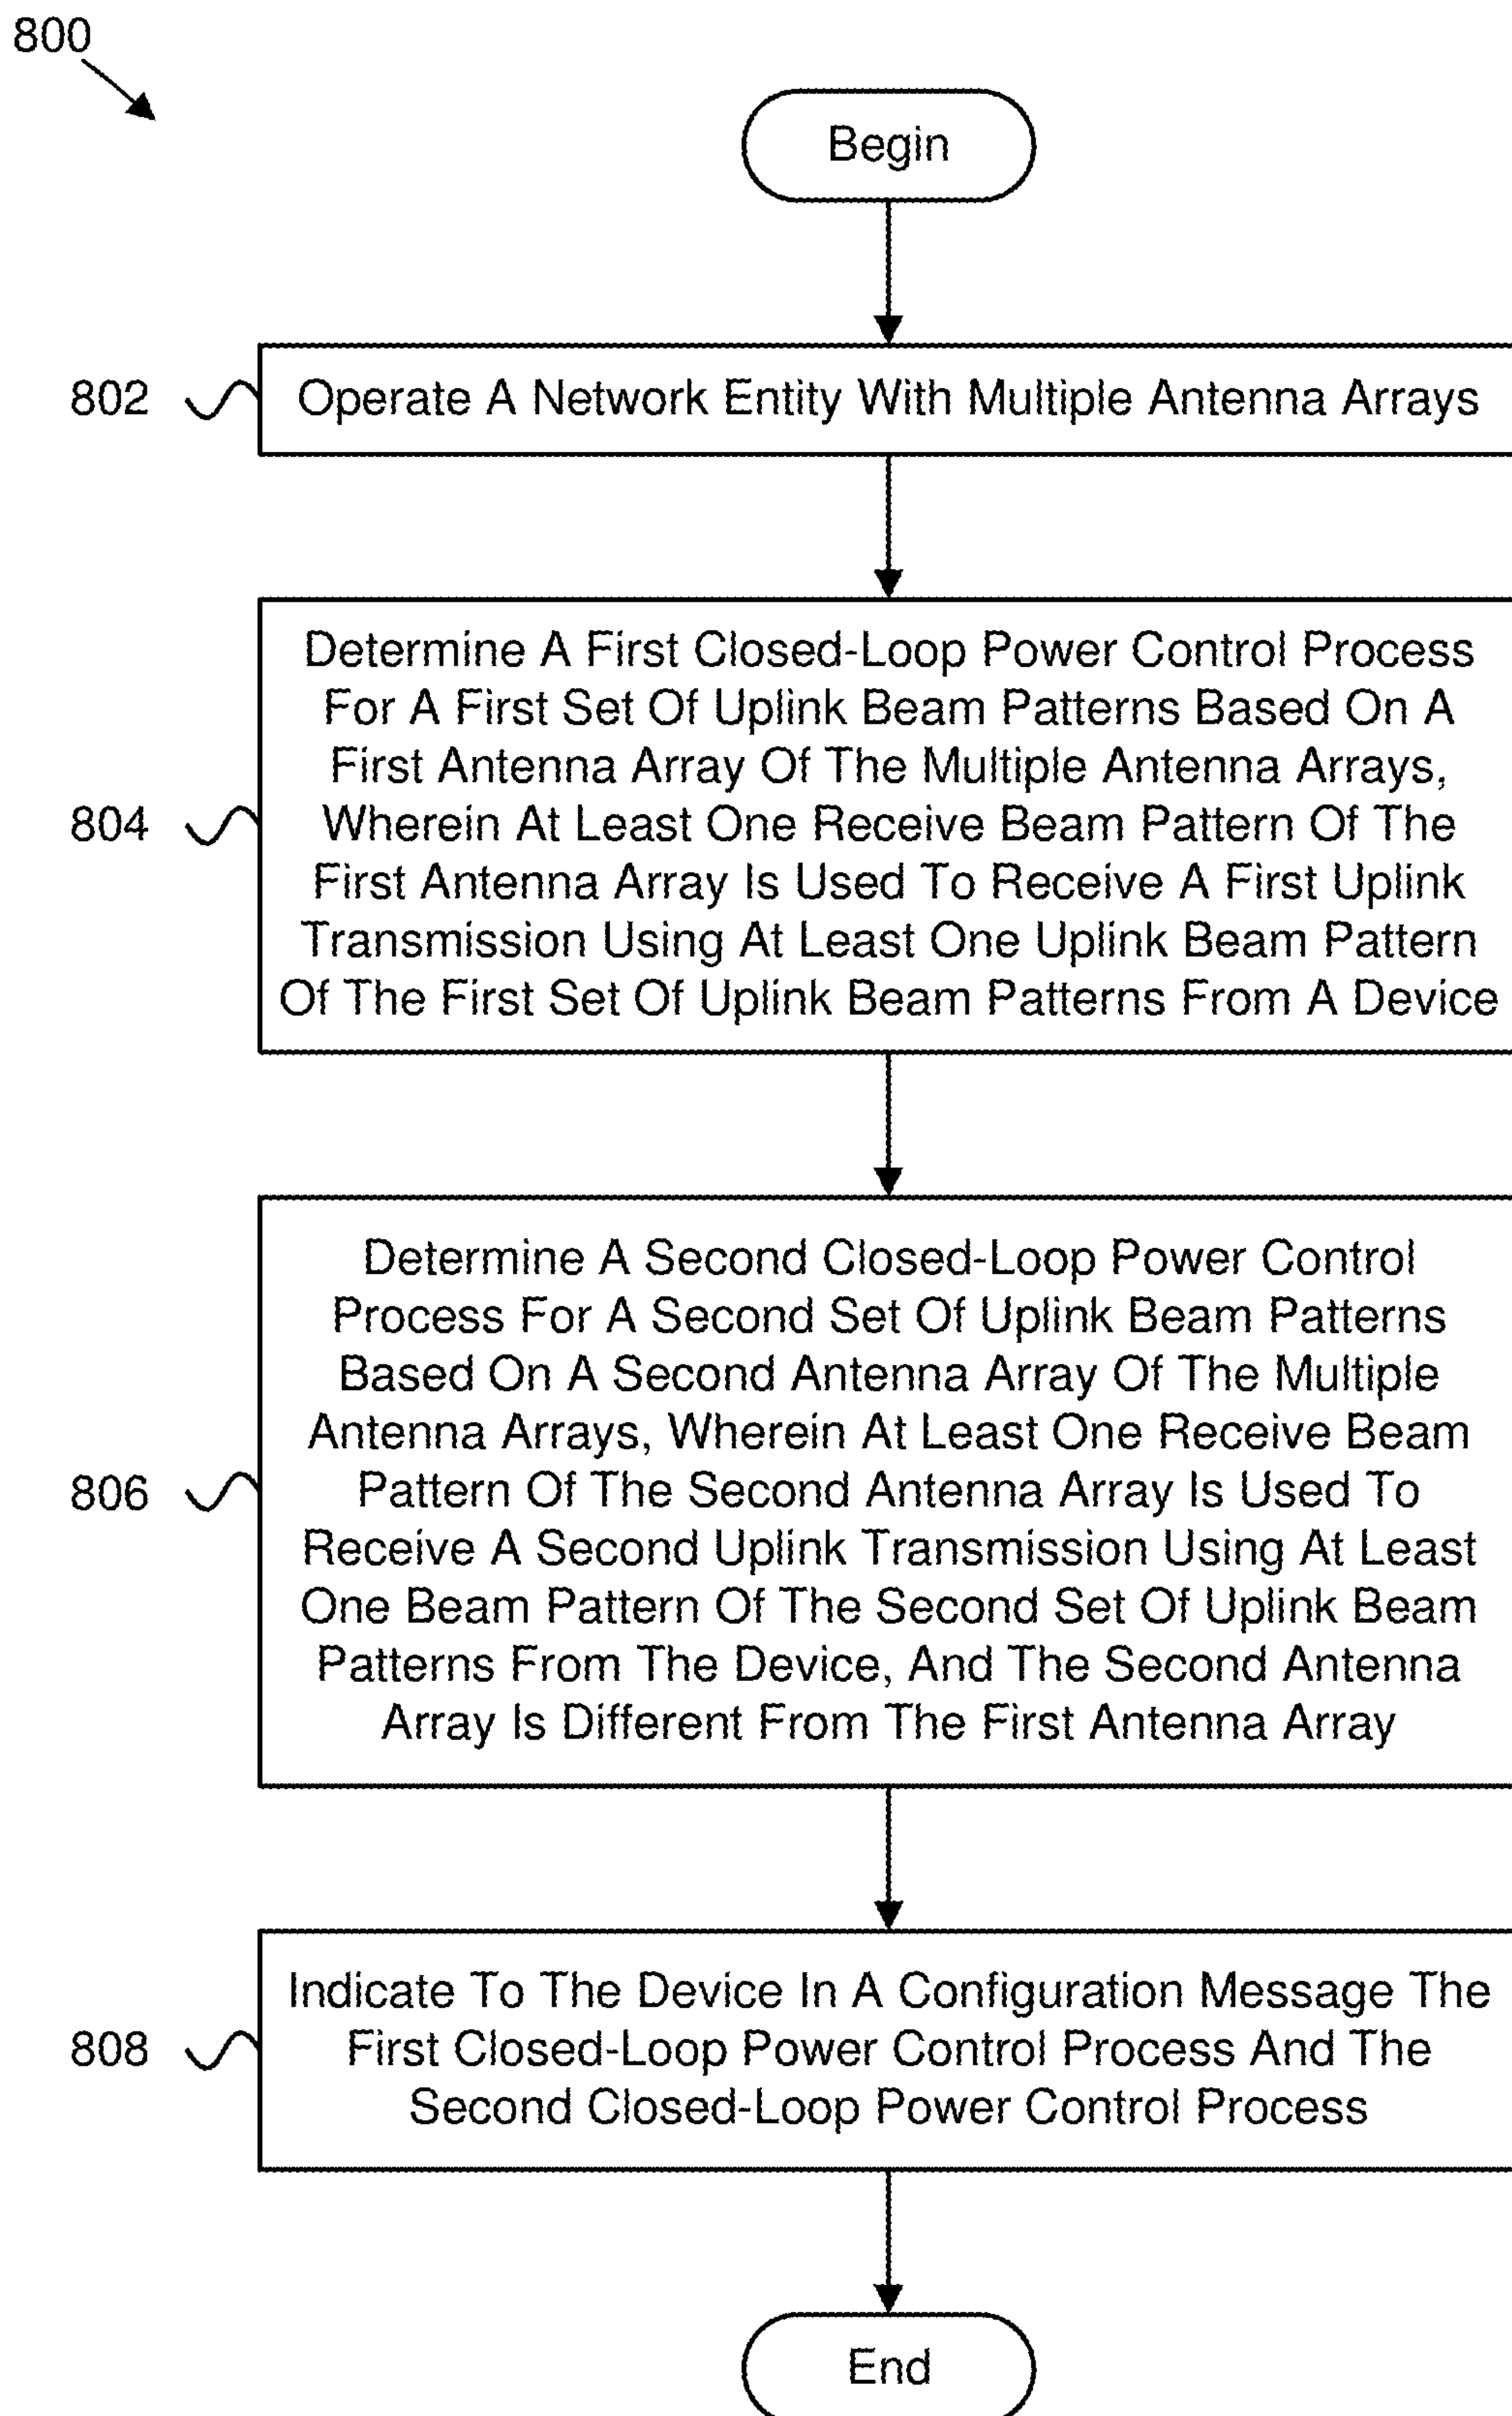 800
Begin
802
Operate A Network Entity With Multiple Antenna Arrays
804
Determine A First Closed-Loop Power Control Process
For A First Set Of Uplink Beam Patterns Based On A
First Antenna Array Of The Multiple Antenna Arrays,
Wherein At Least One Receive Beam Pattern Of The
First Antenna Array Is Used To Receive A First Uplink
Transmission Using At Least One Uplink Beam Pattern
Of The First Set Of Uplink Beam Patterns From A Device
806
Determine A Second Closed-Loop Power Control
Process For A Second Set Of Uplink Beam Patterns
Based On A Second Antenna Array Of The Multiple
Antenna Arrays, Wherein At Least One Receive Beam
Pattern Of The Second Antenna Array Is Used To
Receive A Second Uplink Transmission Using At Least
One Beam Pattern Of The Second Set Of Uplink Beam
Patterns From The Device, And The Second Antenna
Array Is Different From The First Antenna Array
808
Indicate To The Device In A Configuration Message The
First Closed-Loop Power Control Process And The
Second Closed-Loop Power Control Process
End